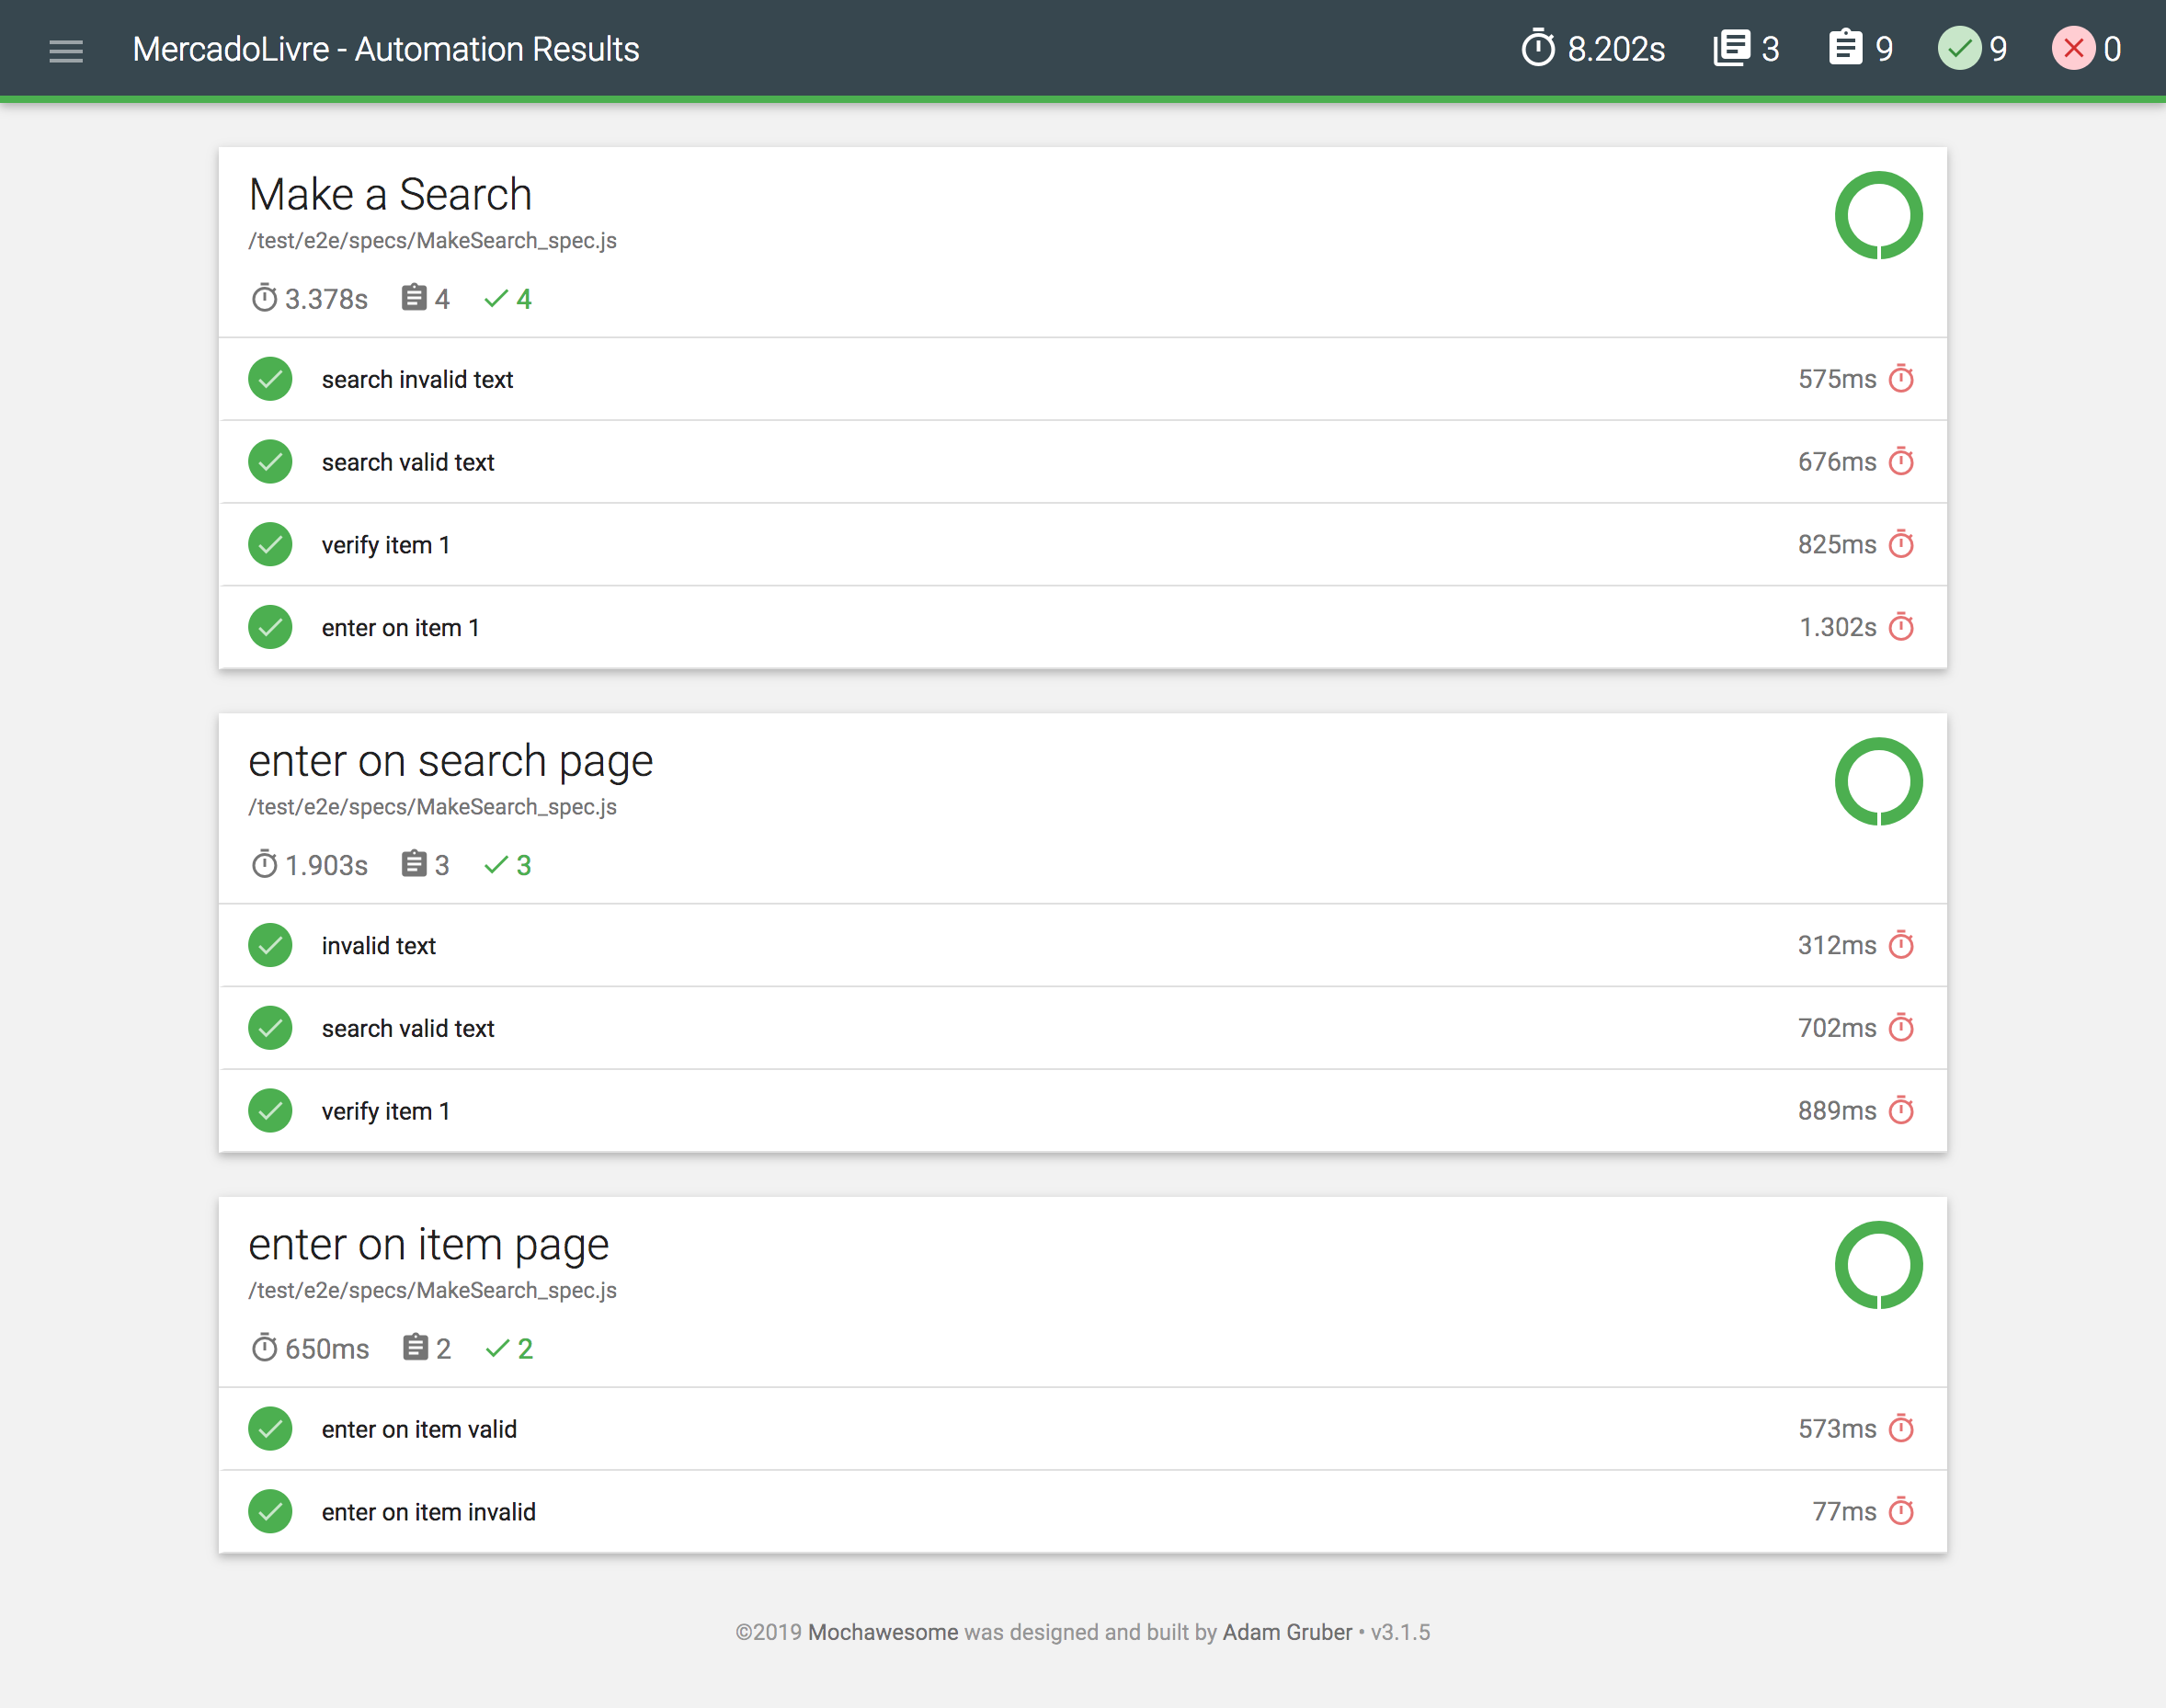 MercadoLivre - Automation Results 8.202s 3 9 9 0
Make a Search
/test/e2e/specs/MakeSearch_spec.js
3.378s 4 4
search invalid text 575ms
search valid text 676ms
verify item 1 825ms
enter on item 1 1.302s
enter on search page
/test/e2e/specs/MakeSearch_spec.js
1.903s 3 3
invalid text 312ms
search valid text 702ms
verify item 1 889ms
enter on item page
/test/e2e/specs/MakeSearch_spec.js
650ms 2 2
enter on item valid 573ms
enter on item invalid 77ms
©2019 Mochawesome was designed and built by Adam Gruber • v3.1.5